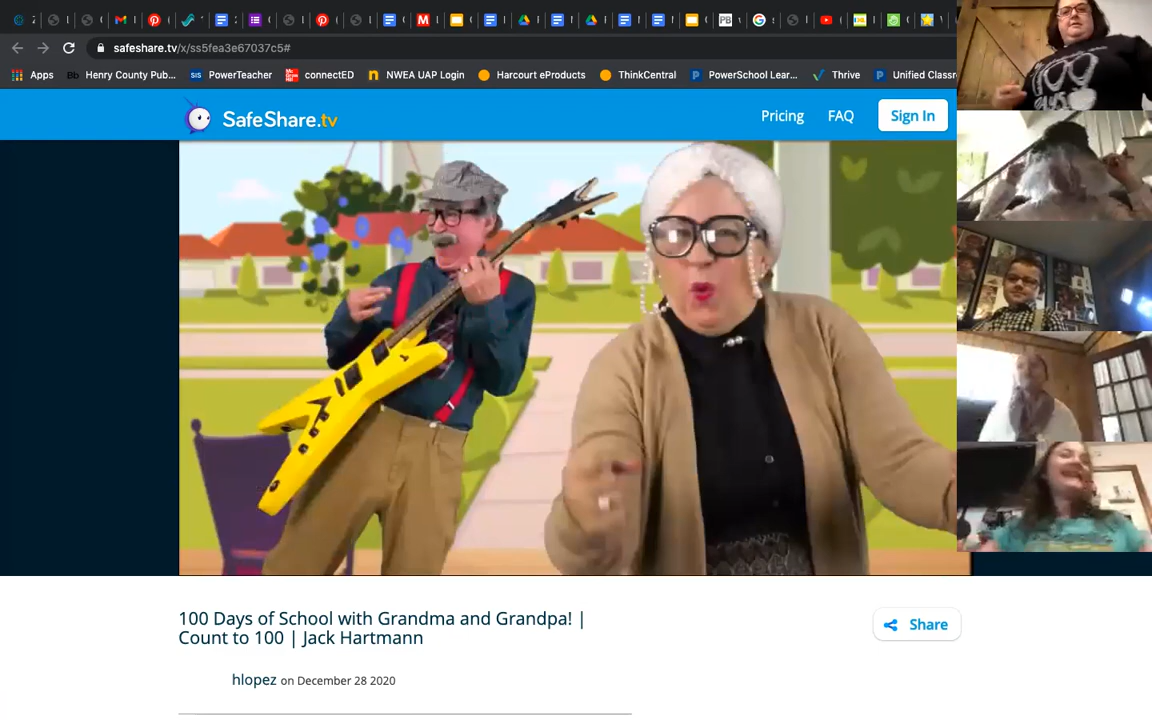 safeshare.tv/x/ss5fea3e67037c5#
Apps
Bb Henry County Pub...
SIS PowerTeacher
connectED
NWEA UAP Login
Harcourt eProducts
ThinkCentral
P PowerSchool Lear...
Thrive
P Unified Classr
SafeShare.tv
Pricing
FAQ
Sign In
100 Days of School with Grandma and Grandpa! |
Count to 100 | Jack Hartmann
Share
hlopez on December 28 2020